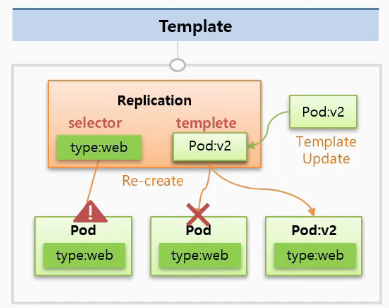 Template
Replication
selector
templete
type:web
Pod:v2
Pod:v2
Template
Update
Re-create
Pod
type:web
Pod
type:web
Pod:v2
type:web